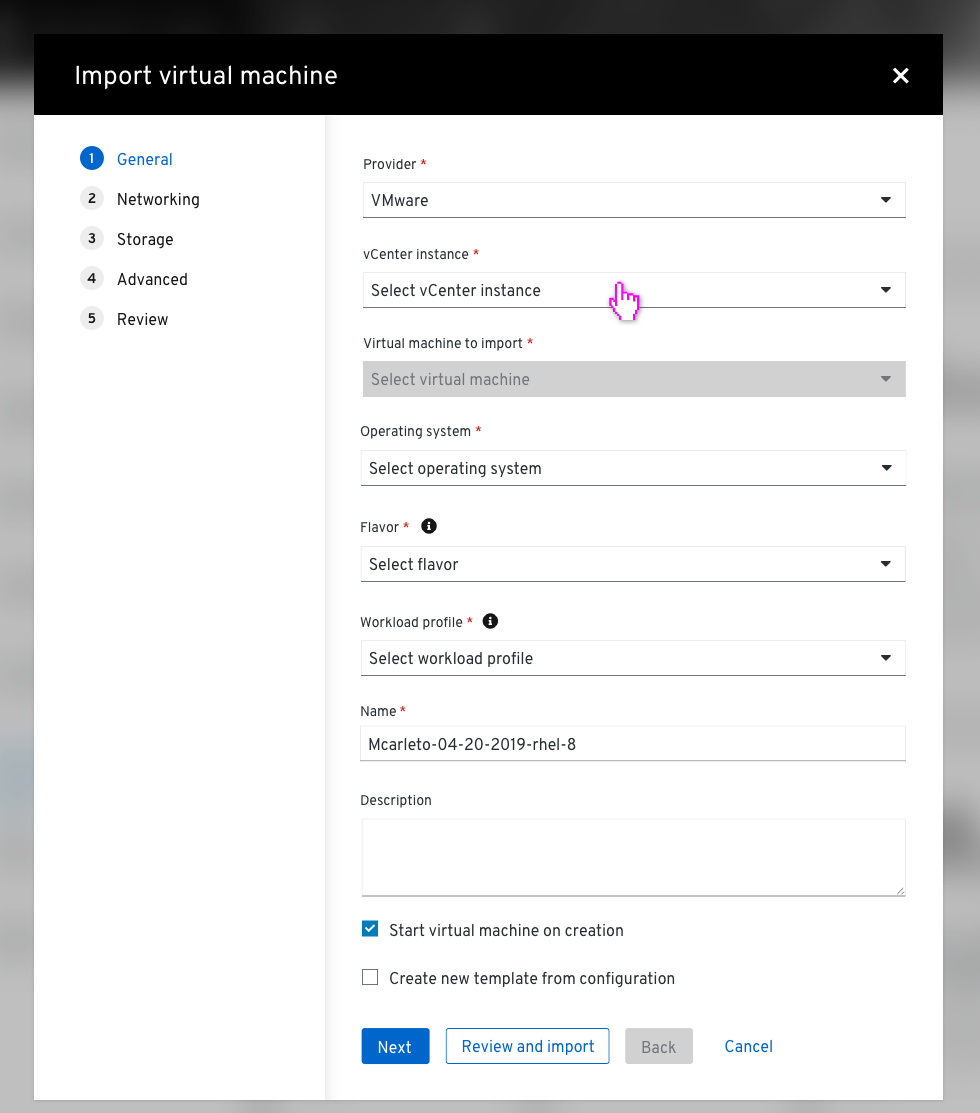 Import virtual machine
1 General
2 Networking
3 Storage
4 Advanced
5 Review
Provider *
VMware
vCenter instance *
Select vCenter instance
Virtual machine to import *
Select virtual machine
Operating system *
Select operating system
Flavor *
Select flavor
Workload profile *
Select workload profile
Name *
Mcarleto-04-20-2019-rhel-8
Description
Start virtual machine on creation
Create new template from configuration
Next Review and import Back Cancel